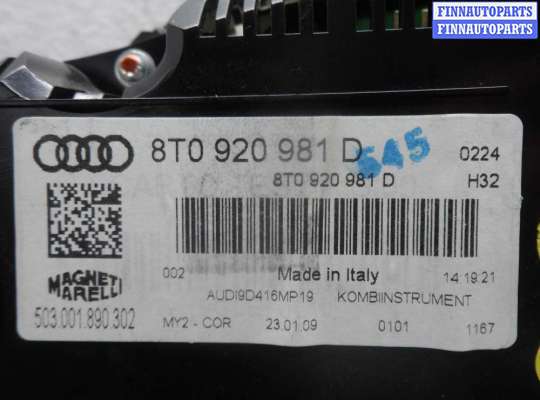 FINNAUTOPARTS
FINNAUTOPARTS
8T0 920 981 D
545
0224
8T0 920 981 D
H32
002
Made in Italy
14:19:21
MAGNETI
MARELLI
AUDI9D416MP19
KOMBIINSTRUMENT
503.001.890.302
MY2 - COR
23.01.09
0101
1167